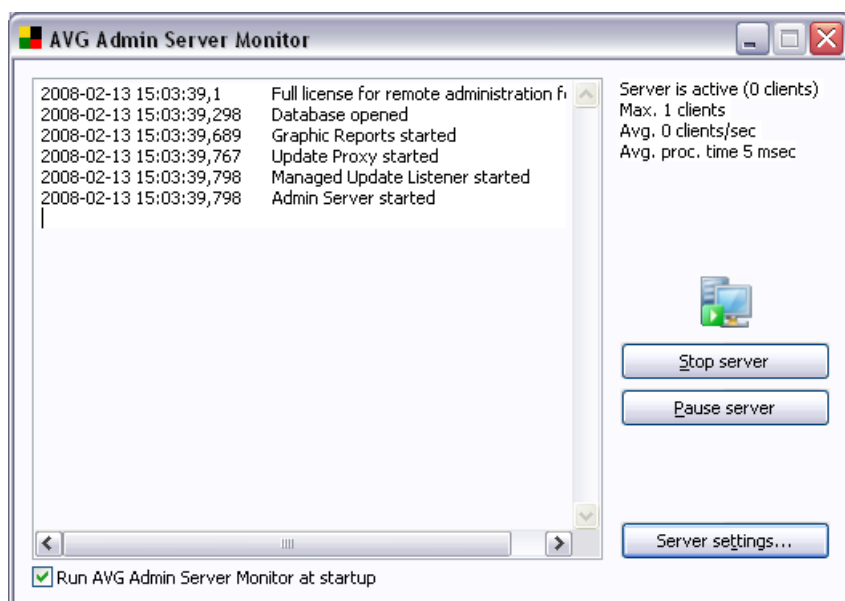 AVG Admin Server Monitor
2008-02-13 15:03:39,1 Full license for remote administration f
2008-02-13 15:03:39,298 Database opened
2008-02-13 15:03:39,689 Graphic Reports started
2008-02-13 15:03:39,767 Update Proxy started
2008-02-13 15:03:39,798 Managed Update Listener started
2008-02-13 15:03:39,798 Admin Server started
Server is active (0 clients)
Max. 1 clients
Avg. 0 clients/sec
Avg. proc. time 5 msec
Stop server
Pause server
Server settings...
Run AVG Admin Server Monitor at startup